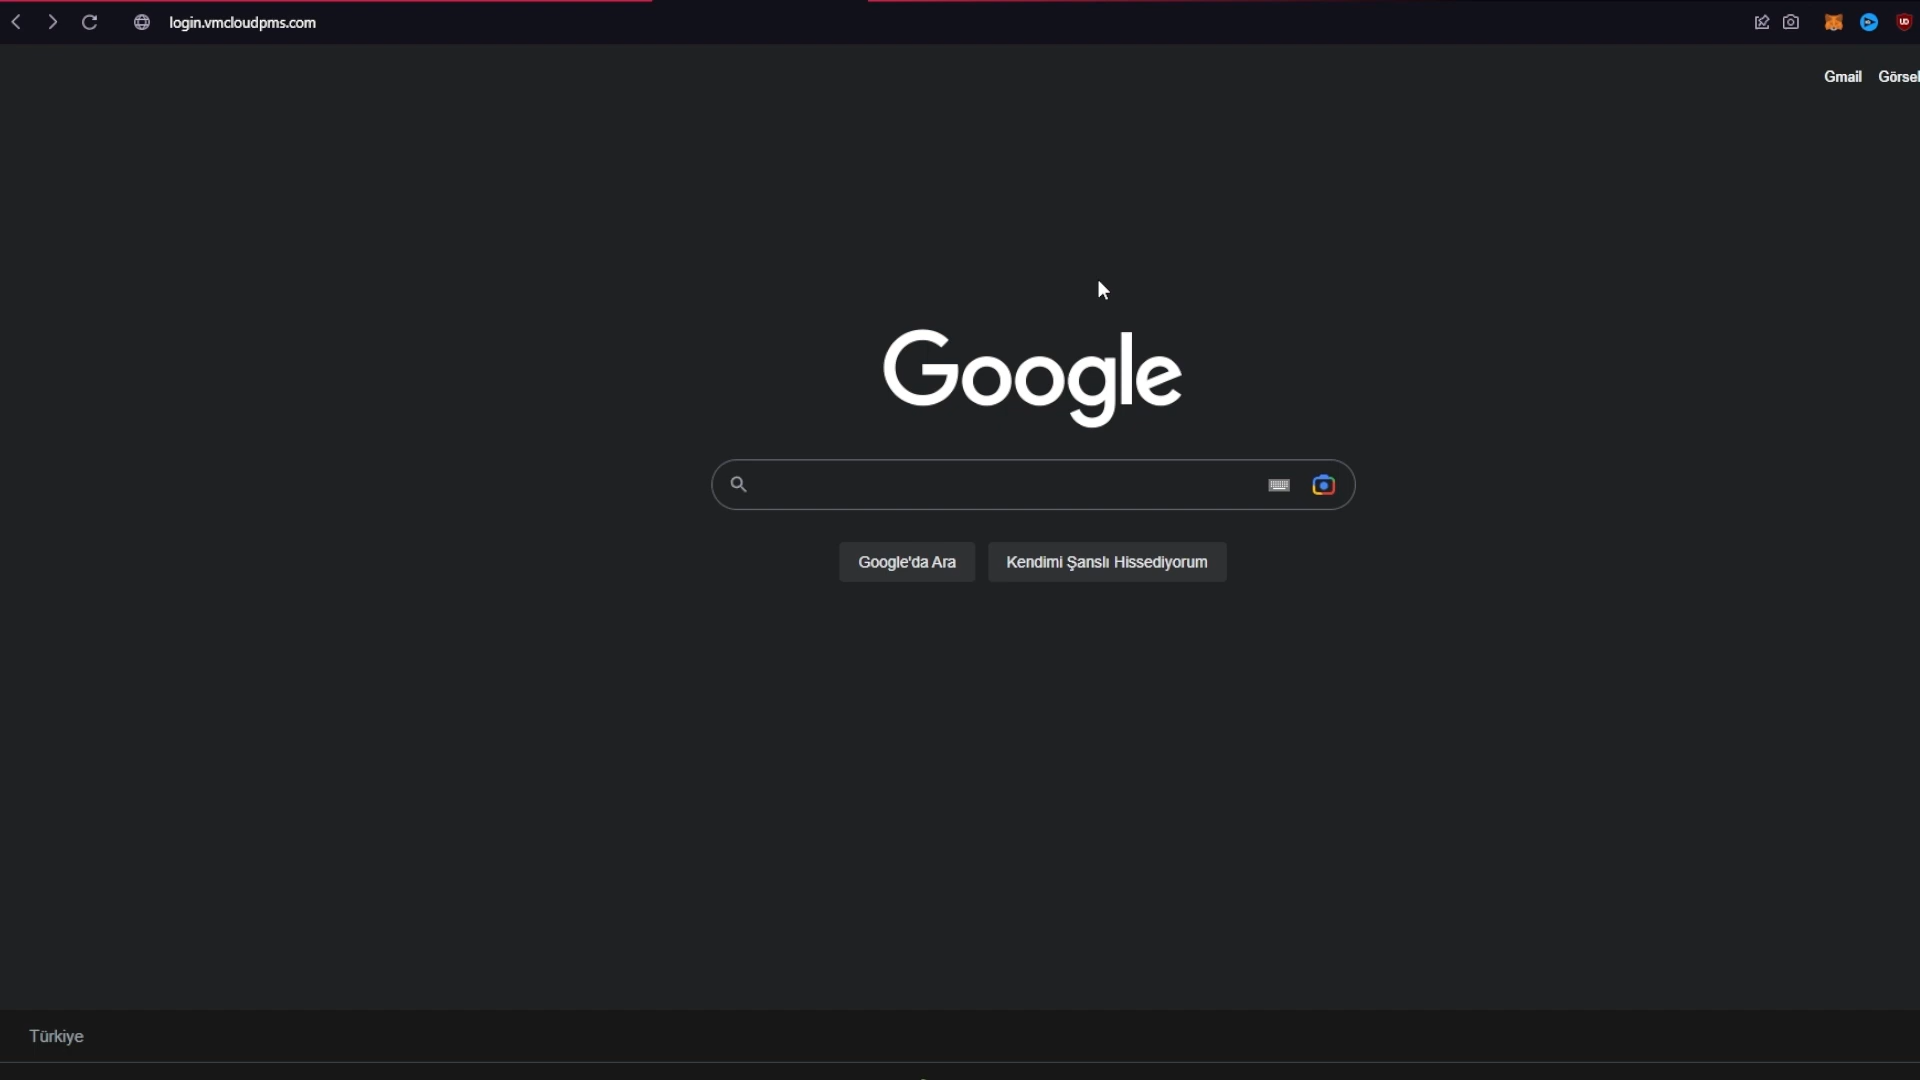 login.vmcloudpms.com
Gmail Görsel
Google
Google'da Ara Kendimi Şanslı Hissediyorum
Türkiye